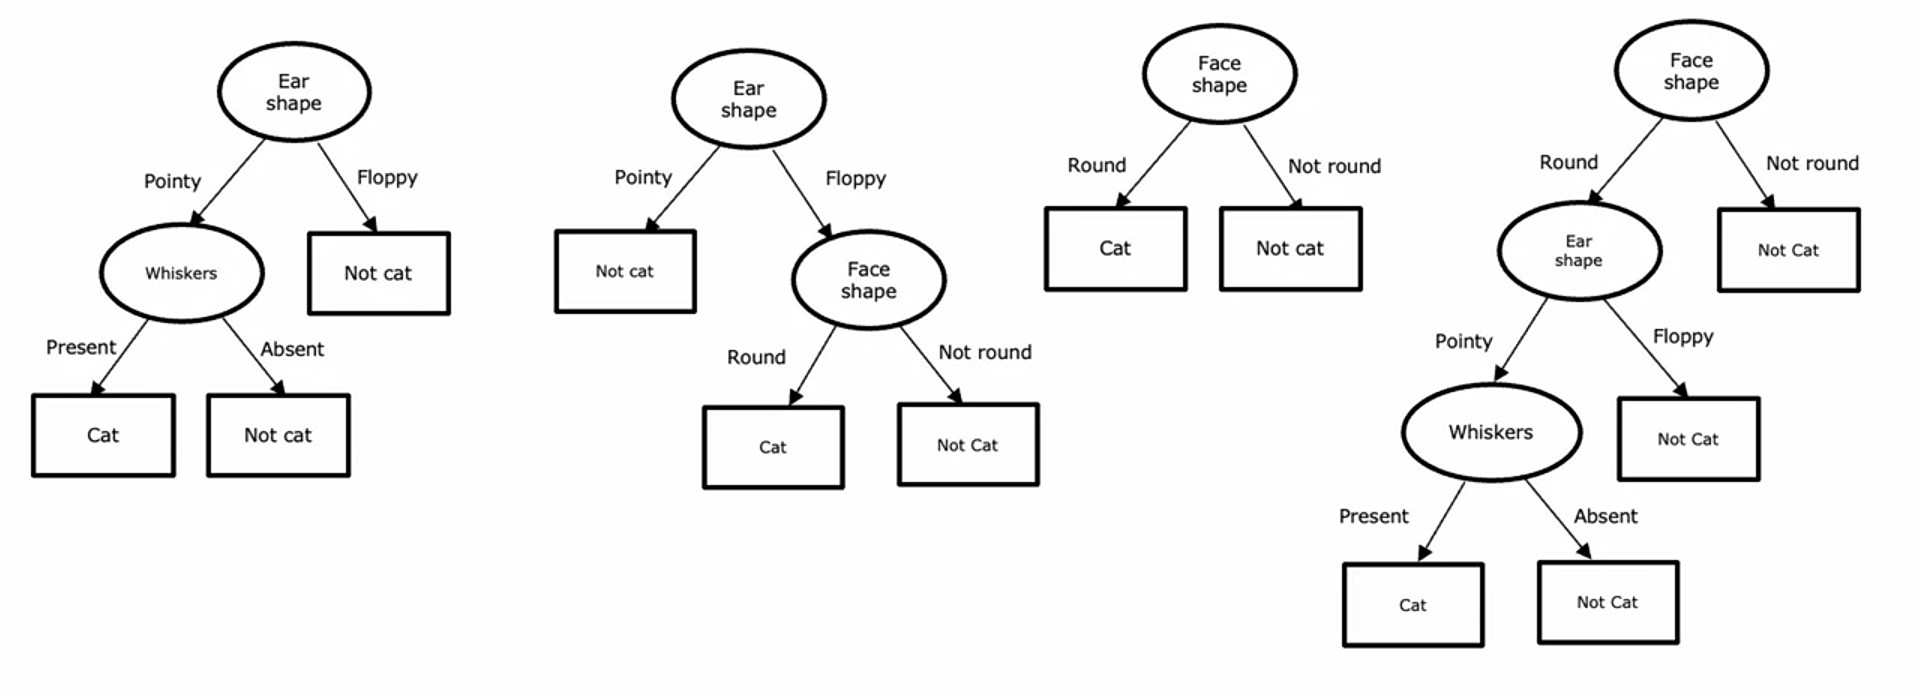 Ear
shape
Pointy
Floppy
Whiskers
Not cat
Present
Absent
Cat
Not cat
Ear
shape
Pointy
Floppy
Not cat
Face
shape
Round
Not round
Cat
Not Cat
Face
shape
Round
Not round
Cat
Not cat
Face
shape
Round
Not round
Ear
shape
Not Cat
Pointy
Floppy
Whiskers
Not Cat
Present
Absent
Cat
Not Cat